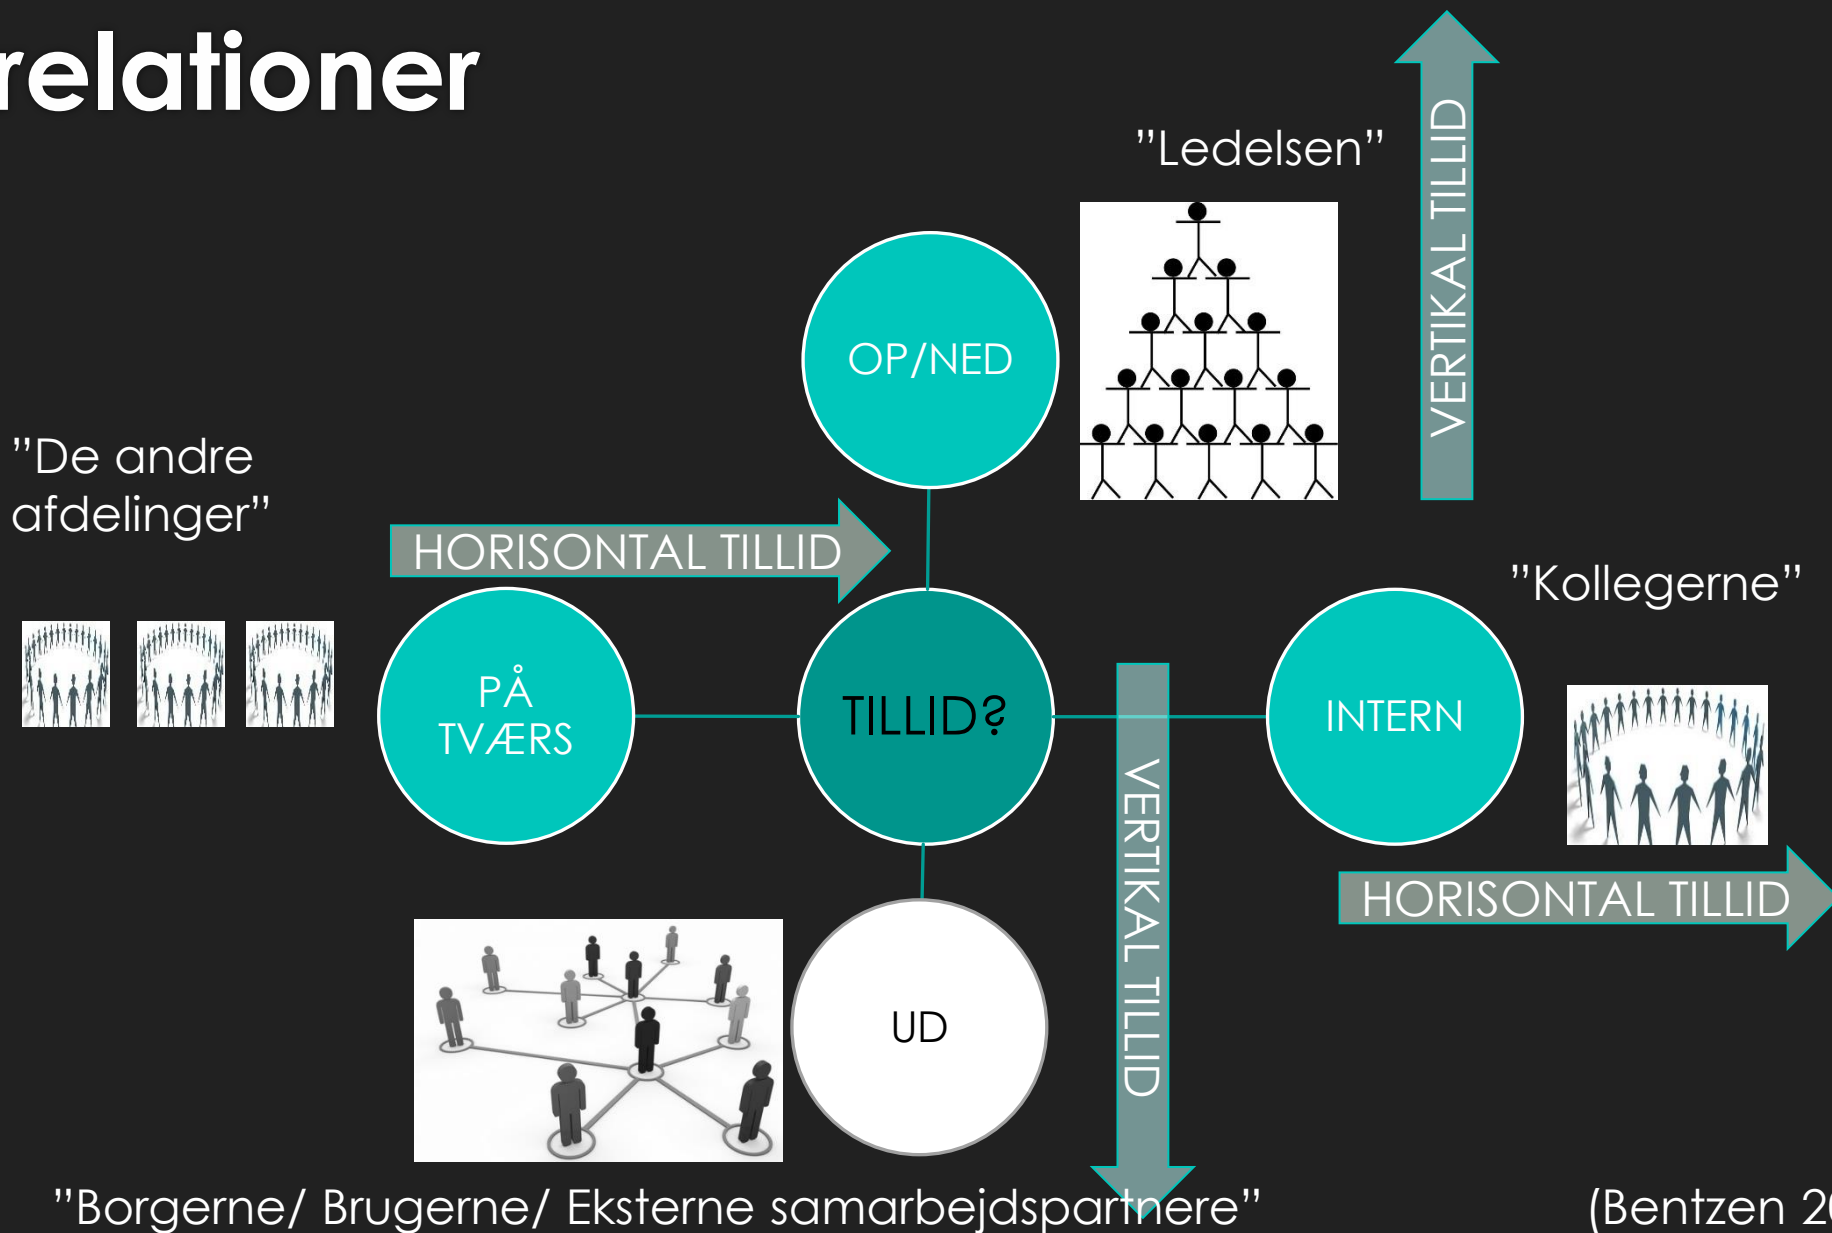 relationer
”Ledelsen”
VERTIKAL TILLID
OP/NED
”De andre
afdelinger”
HORISONTAL TILLID
”Kollegerne”
PÅ
TVÆRS
TILLID?
INTERN
VERTIKAL TILLID
HORISONTAL TILLID
UD
”Borgerne/ Brugerne/ Eksterne samarbejdspartnere”
(Bentzen